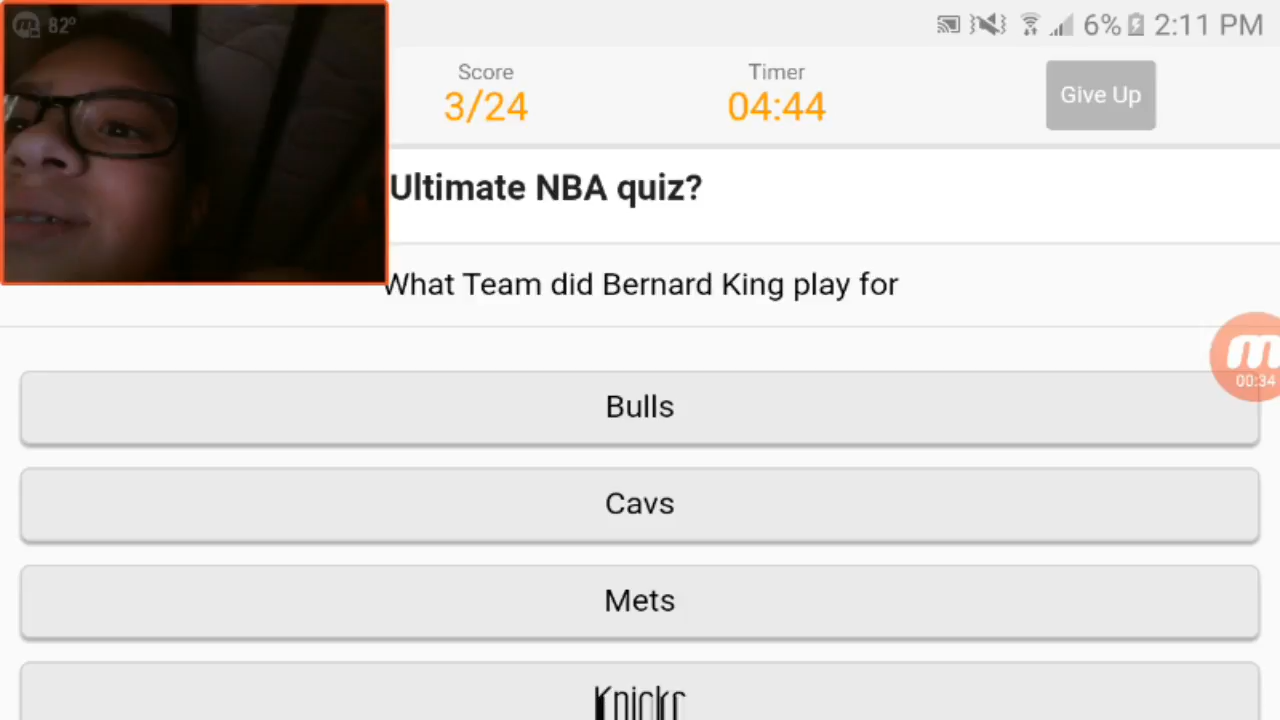 82°
6% 2:11 PM
Score
3/24
Timer
04:44
Give Up
Ultimate NBA quiz?
What Team did Bernard King play for
00:34
Bulls
Cavs
Mets
Knicks